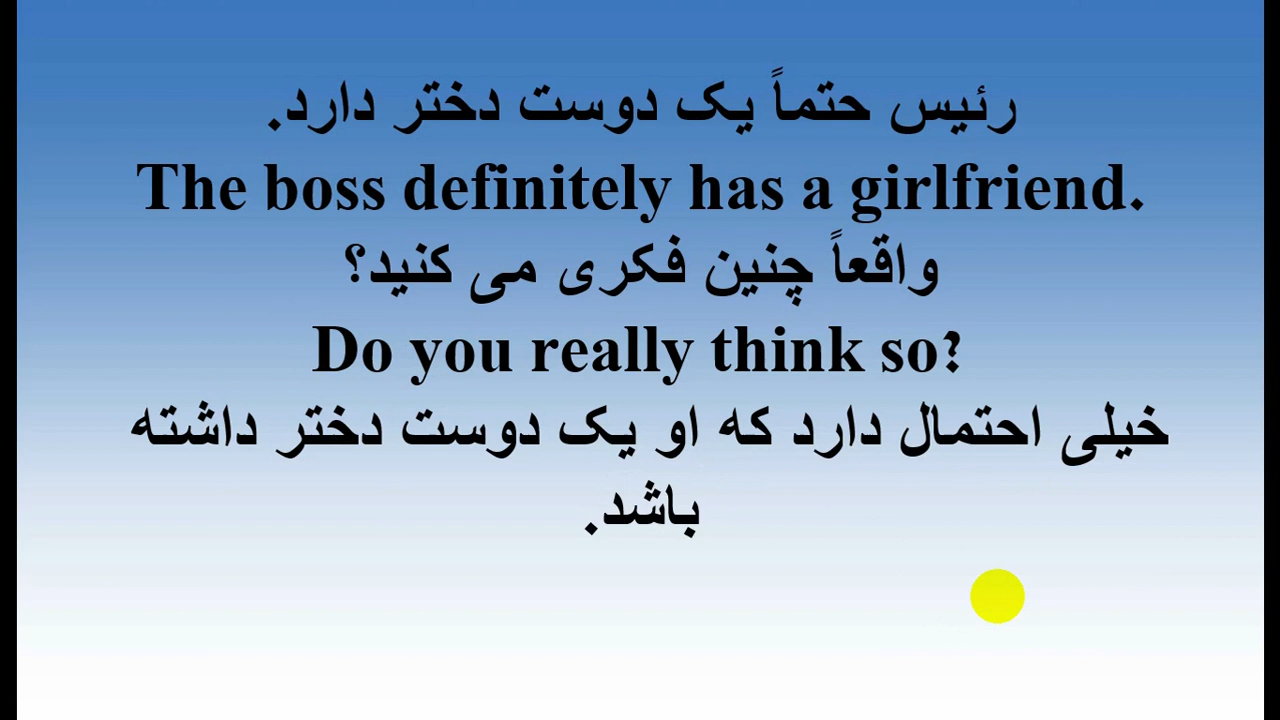 رئیس حتماً یک دوست دختر دارد.
The boss definitely has a girlfriend.
واقعاً چنین فکری می کنید؟
Do you really think so?
خیلی احتمال دارد که او یک دوست دختر داشته
باشد.